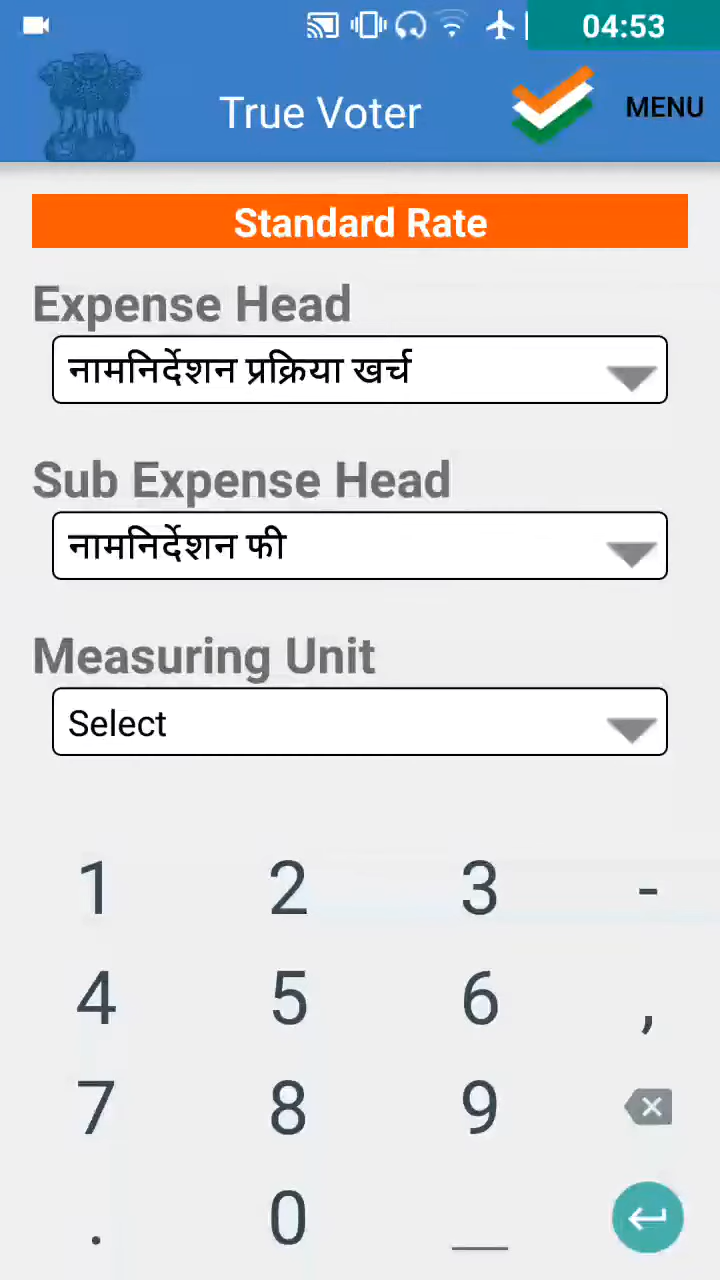 04:53
True Voter
MENU
Standard Rate
Expense Head
नामनिर्देशन प्रक्रिया खर्च
Sub Expense Head
नामनिर्देशन फी
Measuring Unit
Select
1 2 3 -
4 5 6 ,
7 8 9
. 0 _